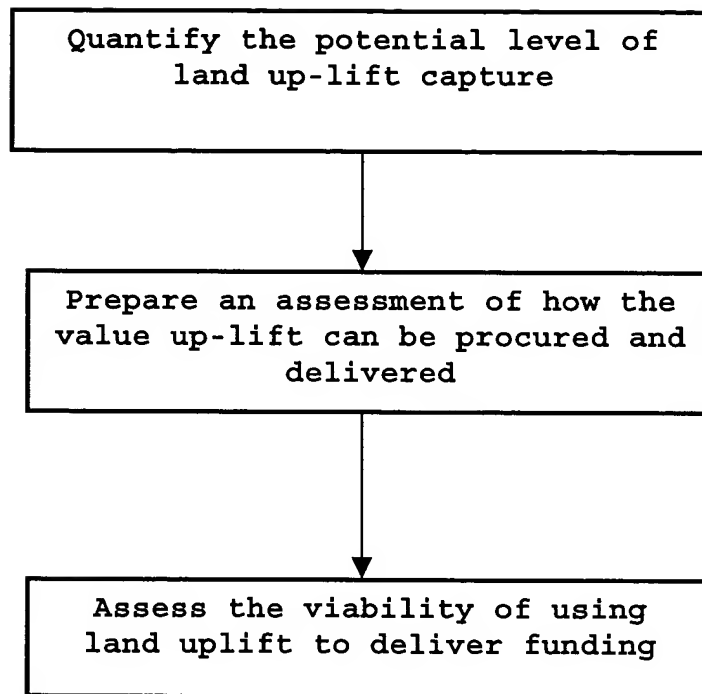 Quantify the potential level of
land up-lift capture
Prepare an assessment of how the
value up-lift can be procured and
delivered
Assess the viability of using
land uplift to deliver funding